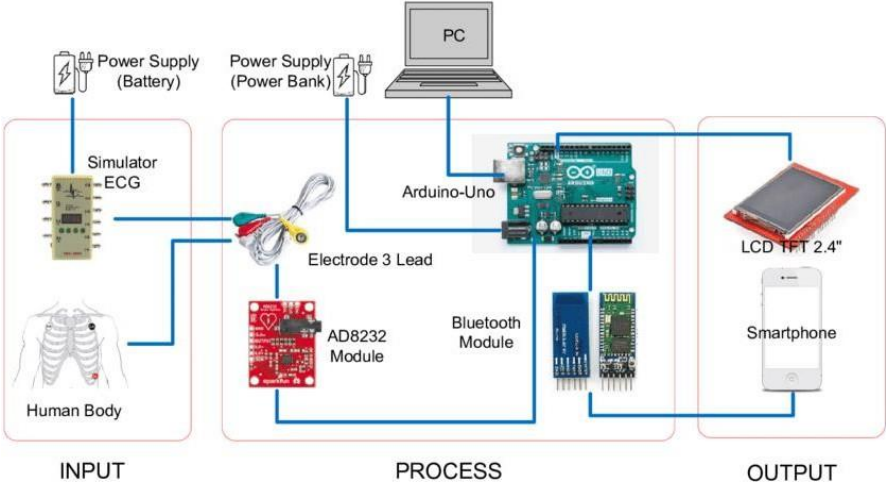 Power Supply
(Battery)
Power Supply
(Power Bank)
PC
Simulator
ECG
Arduino-Uno
Electrode 3 Lead
LCD TFT 2.4"
AD8232
Module
Bluetooth
Module
Smartphone
Human Body
sparkfun
INPUT
PROCESS
OUTPUT